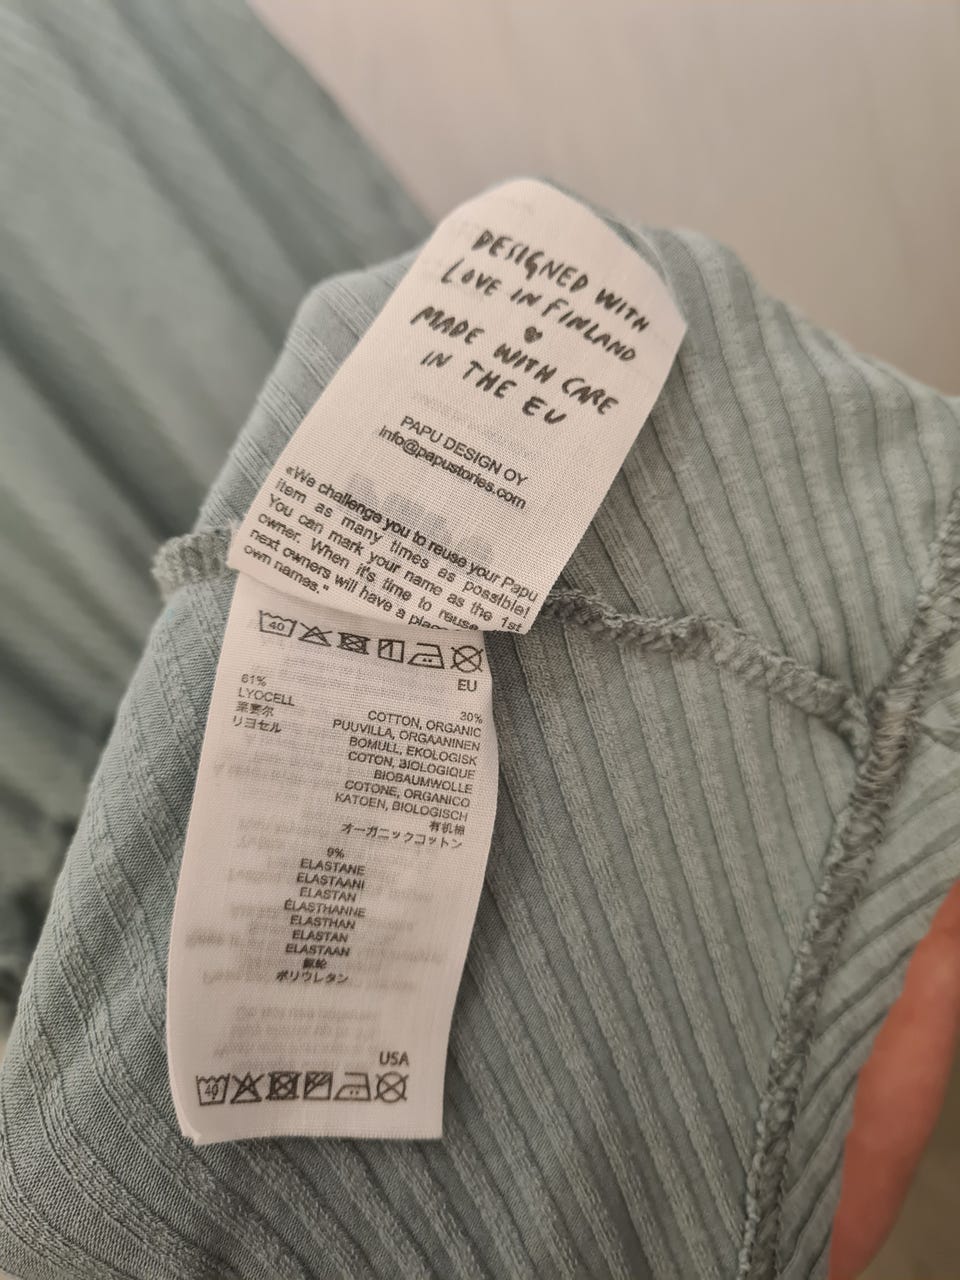 DESIGNED WITH
LOVE IN FINLAND
MADE WITH CARE
IN THE EU
PAPU DESIGN OY
info@papustories.com
«We challenge you to reuse your Papu
item as many times as possible!
You can mark your name as the 1st
owner. When it's time to reuse,
next owners will have a
own names."
40
EU
61%
LYOCELL
莱赛尔
リヨセル
30%
COTTON, ORGANIC
PUUVILLA, ORGAANINEN
BOMULL, EKOLOGISK
COTON, BIOLOGIQUE
BIOBAUMWOLLE
COTONE, ORGANICO
KATOEN, BIOLOGISCH
有机棉
オーガニックコットン
9%
ELASTANE
ELASTAANI
ELASTAN
ÉLASTHANNE
ELASTHAN
ELASTAN
ELASTAAN
ポリウレタン
USA
40